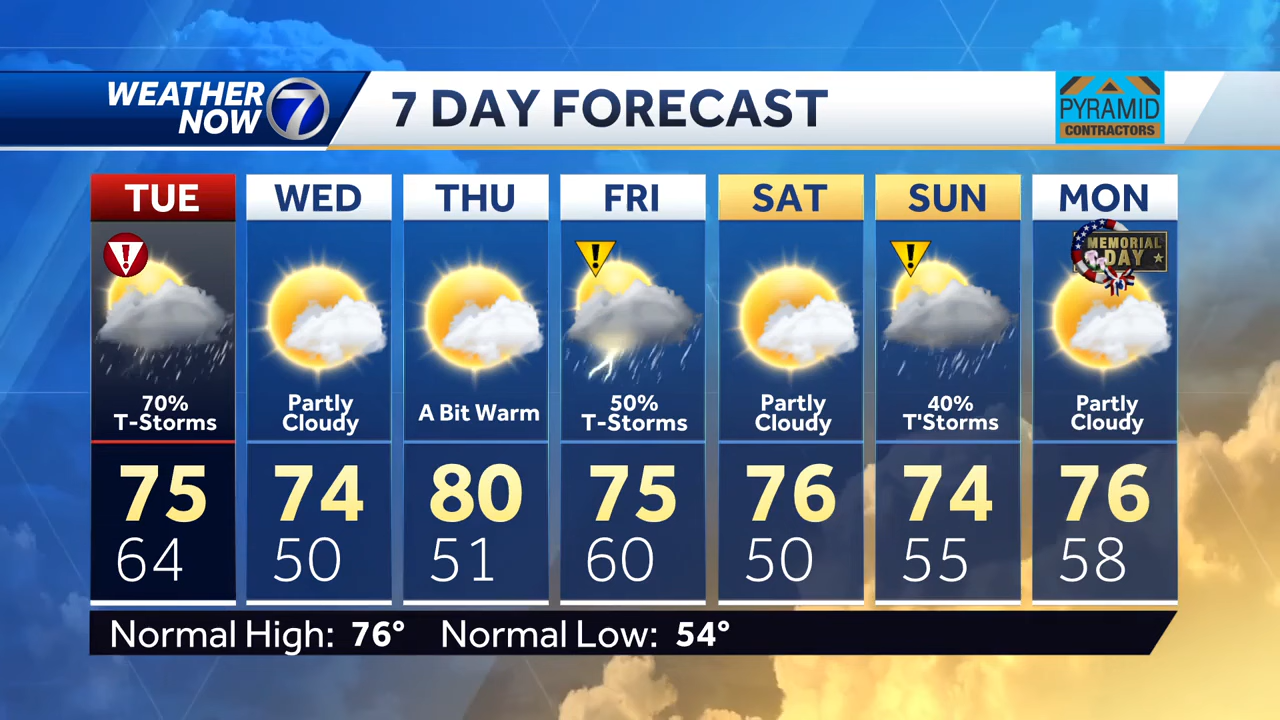 WEATHER
NOW 7
7 DAY FORECAST
PYRAMID
CONTRACTORS
TUE
!
70%
T-Storms
75
64
WED
Partly
Cloudy
74
50
THU
A Bit Warm
80
51
FRI
!
50%
T-Storms
75
60
SAT
Partly
Cloudy
76
50
SUN
!
40%
T'Storms
74
55
MON
MEMORIAL
DAY
Partly
Cloudy
76
58
Normal High: 76° Normal Low: 54°